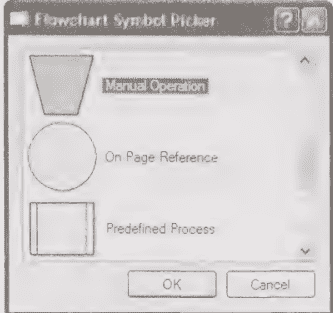 Flowchart Symbol Picker
Manual Operation
On Page Reference
Predefined Process
OK
Cancel